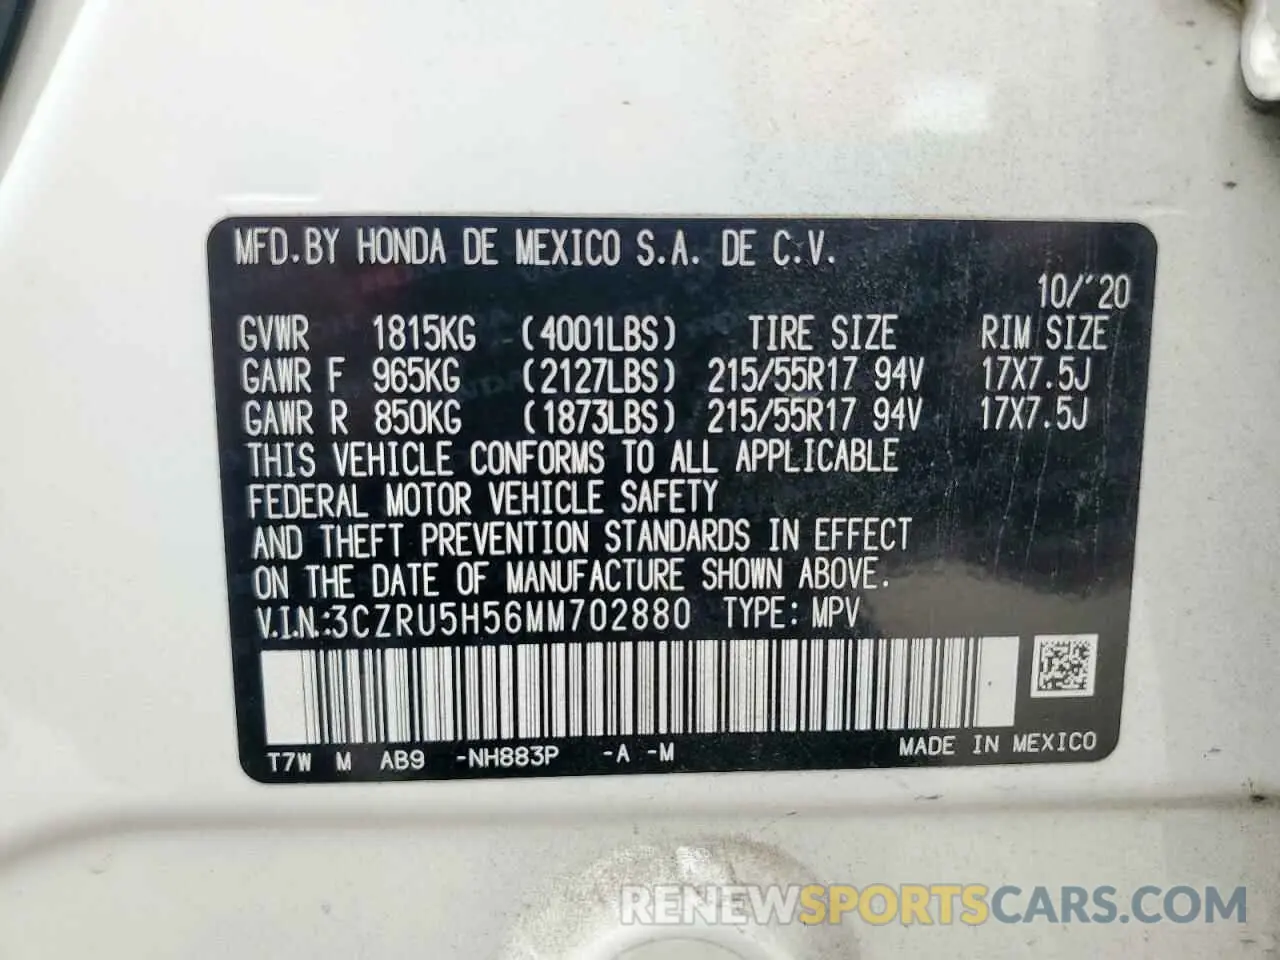 MFD.BY HONDA DE MEXICO S.A. DE C.V.
10/'20
GVWR 1815KG (4001LBS) TIRE SIZE RIM SIZE
GAWR F 965KG (2127LBS) 215/55R17 94V 17X7.5J
GAWR R 850KG (1873LBS) 215/55R17 94V 17X7.5J
THIS VEHICLE CONFORMS TO ALL APPLICABLE
FEDERAL MOTOR VEHICLE SAFETY
AND THEFT PREVENTION STANDARDS IN EFFECT
ON THE DATE OF MANUFACTURE SHOWN ABOVE.
V.I.N.:3CZRU5H56MM702880 TYPE: MPV
T7W M AB9 -NH883P -A -M MADE IN MEXICO
RENEWSPORTSCARS.COM